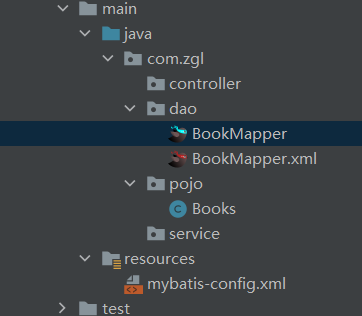 main
java
com.zgl
controller
dao
BookMapper
BookMapper.xml
pojo
Books
service
resources
mybatis-config.xml
test